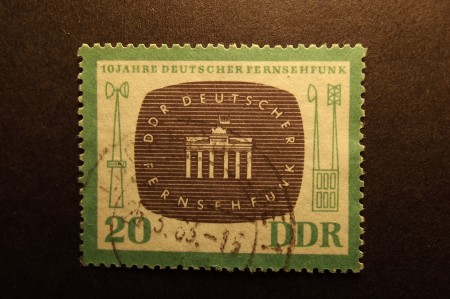 10 JAHRE DEUTSCHER FERNSEHFUNK
DDR DEUTSCHER
FERNSEHFUNK
20 DDR